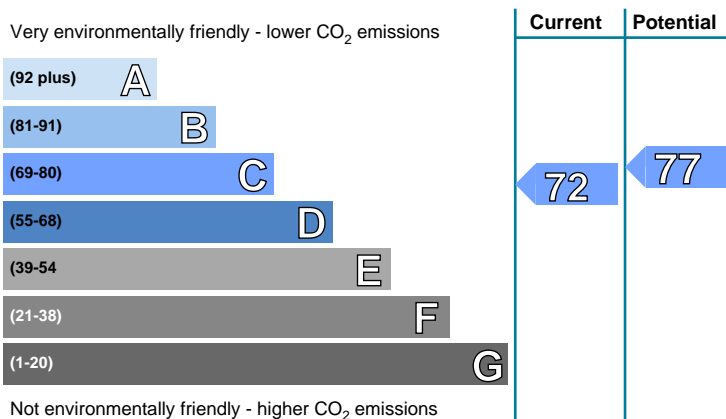 Current Potential
Very environmentally friendly - lower CO2 emissions
(92 plus) A
(81-91) B
(69-80) C
72 77
(55-68) D
(39-54 E
(21-38) F
(1-20) G
Not environmentally friendly - higher CO2 emissions